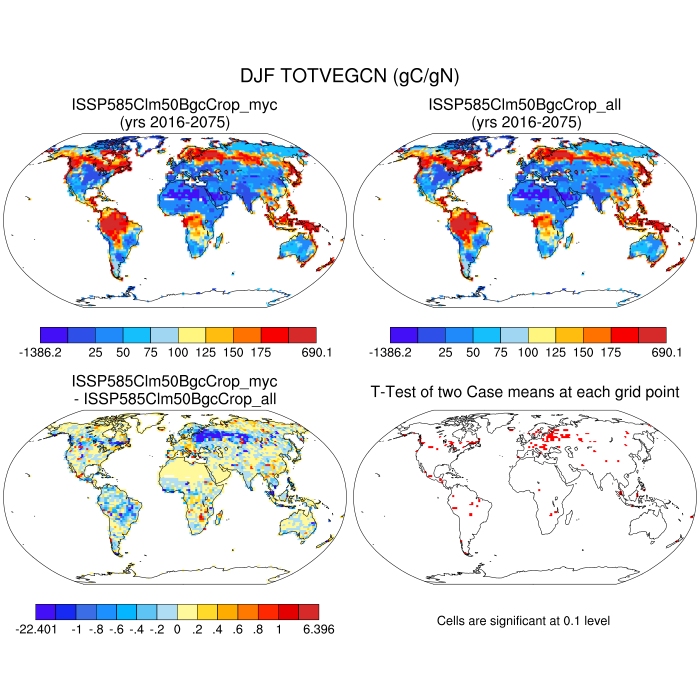 DJF TOTVEGCN (gC/gN)
ISSP585Clm50BgcCrop_myc
(yrs 2016-2075)
ISSP585Clm50BgcCrop_all
(yrs 2016-2075)
-1386.2 25 50 75 100 125 150 175 690.1
-1386.2 25 50 75 100 125 150 175 690.1
ISSP585Clm50BgcCrop_myc
- ISSP585Clm50BgcCrop_all
T-Test of two Case means at each grid point
-22.401 -1 -.8 -.6 -.4 -.2 0 .2 .4 .6 .8 1 6.396
Cells are significant at 0.1 level